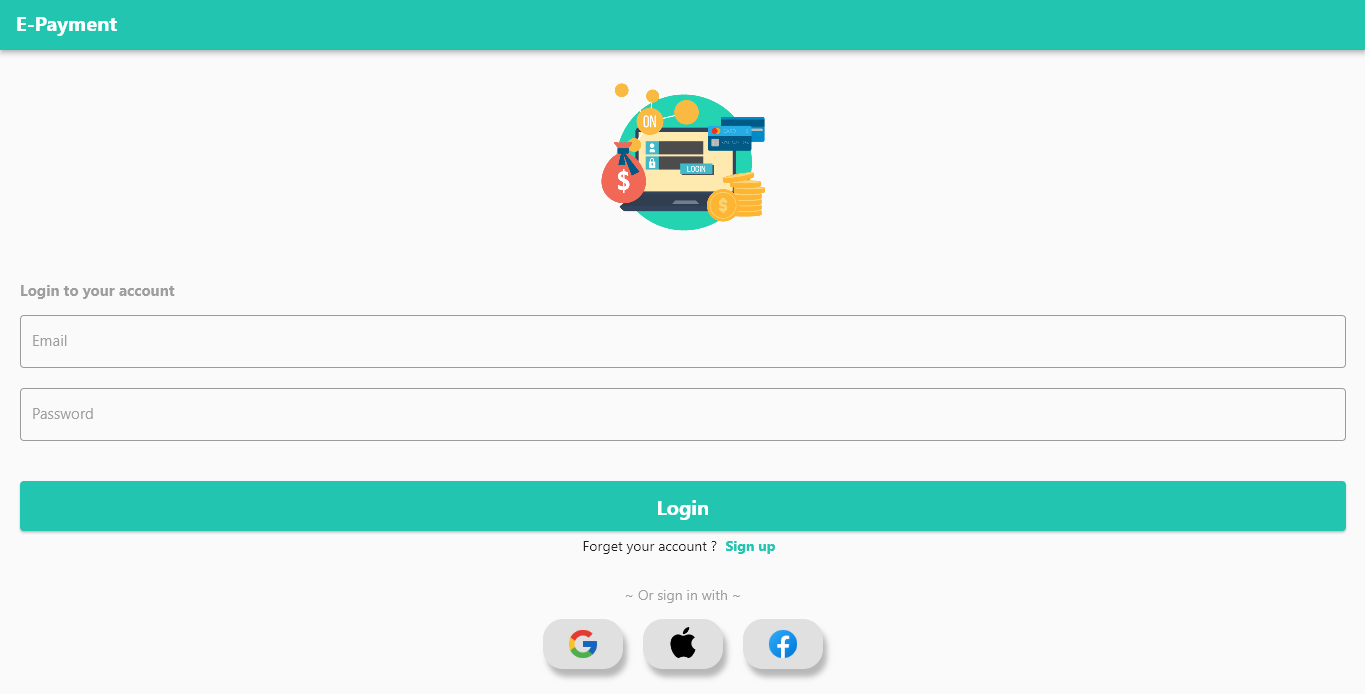 E-Payment
ON
LOGIN
$
$
Login to your account
Email
Password
Login
Forget your account ? Sign up
~ Or sign in with ~